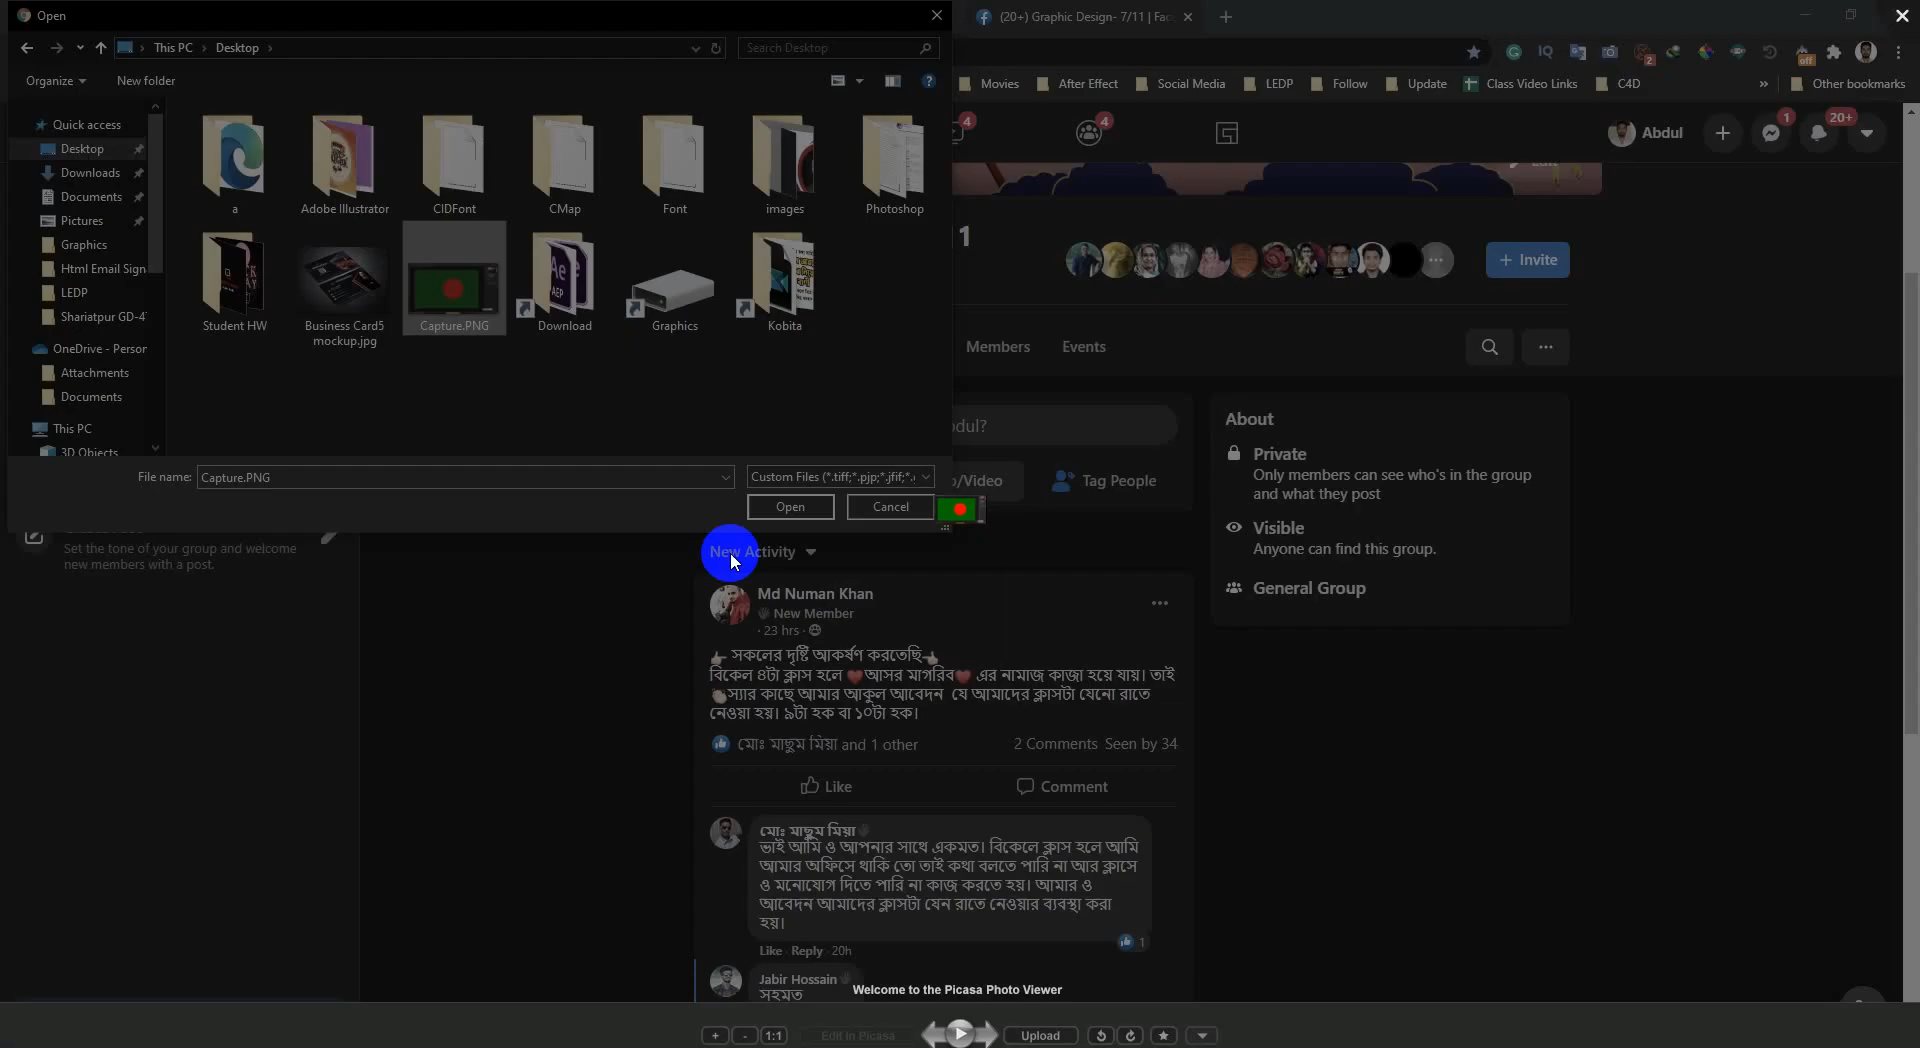 Open
(20+) Graphic Design- 7/11 | Fac
This PC
Desktop
Search Desktop
Organize
New folder
off
2
Movies
After Effect
Social Media
LEDP
Follow
Update
Class Video Links
C4D
»
Other bookmarks
Quick access
Desktop
Downloads
Documents
Pictures
Graphics
Html Email Sign
LEDP
Shariatpur GD-4
OneDrive - Person
Attachments
Documents
This PC
3D Objects
a
Adobe Illustrator
CIDFont
CMap
Font
images
Photoshop
Student HW
Business Card5
mockup.jpg
Capture.PNG
Download
Graphics
Kobita
File name:
Capture.PNG
Custom Files (*.tiff;*.pjp;*.jfif;*.
Open
Cancel
4
4
Abdul
1
20+
Edit
1
+ Invite
Members
Events
dul?
o/Video
Tag People
About
Private
Only members can see who's in the group
and what they post
Visible
Anyone can find this group.
General Group
Set the tone of your group and welcome
new members with a post.
New Activity
Md Numan Khan
New Member
· 23 hrs ·
সকলের দৃষ্টি আকর্ষণ করতেছি
বিকেল ৪টা ক্লাস হলে ❤আসর মাগরিব❤ এর নামাজ কাজা হয়ে যায়। তাই
স্যার কাছে আমার আকুল আবেদন যে আমাদের ক্লাসটা যেনো রাতে
নেওয়া হয়। ৯টা হক বা ১০টা হক।
মোঃ মাছুম মিয়া and 1 other
2 Comments Seen by 34
Like
Comment
মোঃ মাছুম মিয়া
ভাই আমি ও আপনার সাথে একমত। বিকেলে ক্লাস হলে আমি
আমার অফিসে থাকি তো তাই কথা বলতে পারি না আর ক্লাসে
ও মনোযোগ দিতে পারি না কাজ করতে হয়। আমার ও
আবেদন আমাদের ক্লাসটা যেন রাতে নেওয়ার ব্যবস্থা করা
হয়।
1
Like · Reply · 20h
Jabir Hossain
সহমত
Welcome to the Picasa Photo Viewer
+
-
1:1
Edit in Picasa
Upload